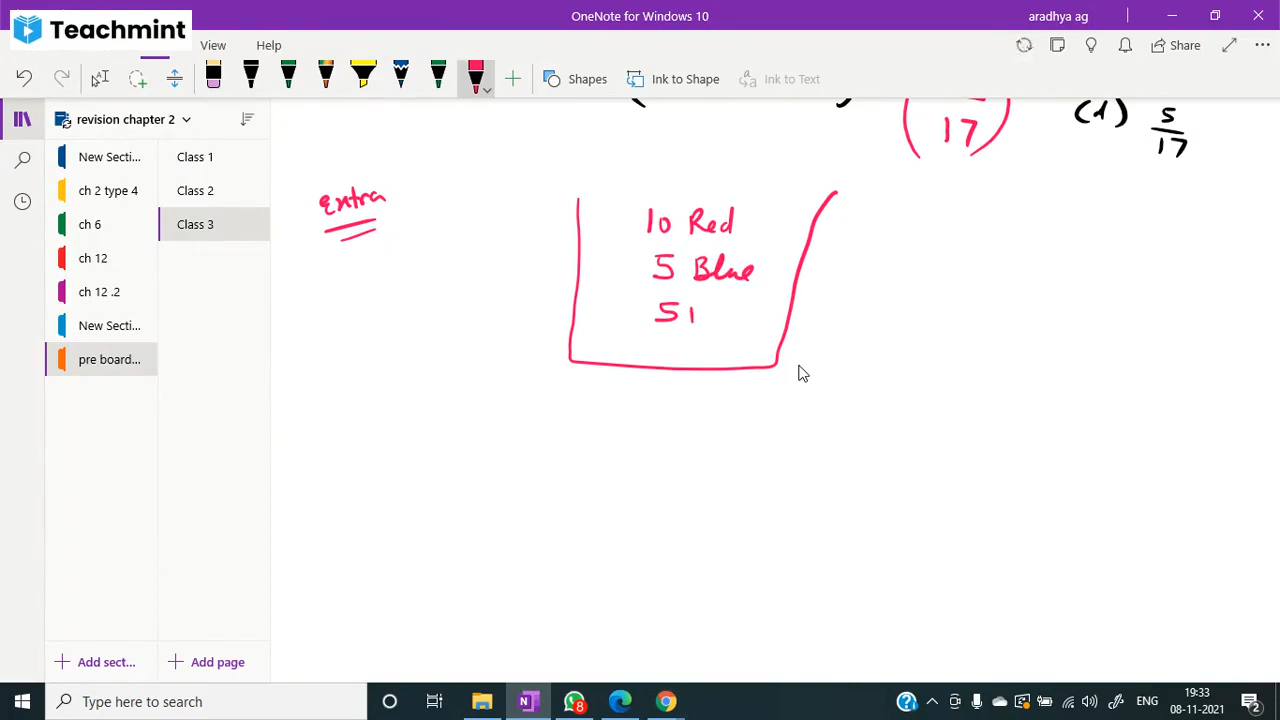 OneNote for Windows 10
aradhya ag
Teachmint
View
Help
Share
Shapes
Ink to Shape
Ink to Text
17
(d) 5
17
revision chapter 2
New Secti...
ch 2 type 4
ch 6
ch 12
ch 12 .2
New Secti...
pre board...
Class 1
Class 2
Class 3
extra
10 Red
5 Blue
5
Add sect...
Add page
Type here to search
8
ENG
19:33
08-11-2021
2